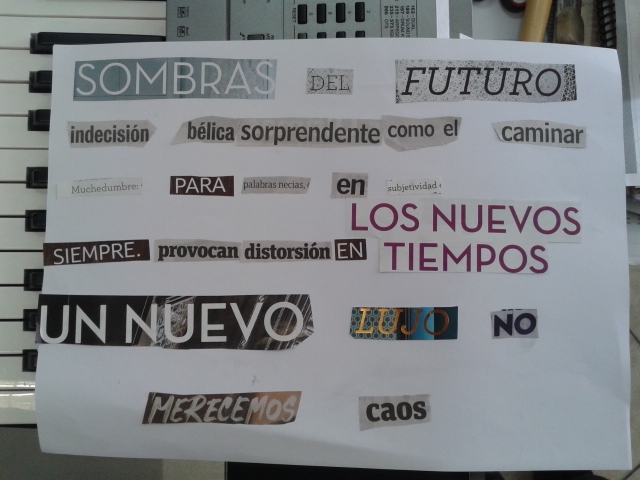 SOMBRAS DEL FUTURO
indecisión bélica sorprendente como el caminar
Muchedumbre: PARA palabras necias, en subjetividad
SIEMPRE. provocan distorsión EN LOS NUEVOS TIEMPOS
UN NUEVO LUJO NO
MERECEMOS caos
RESET